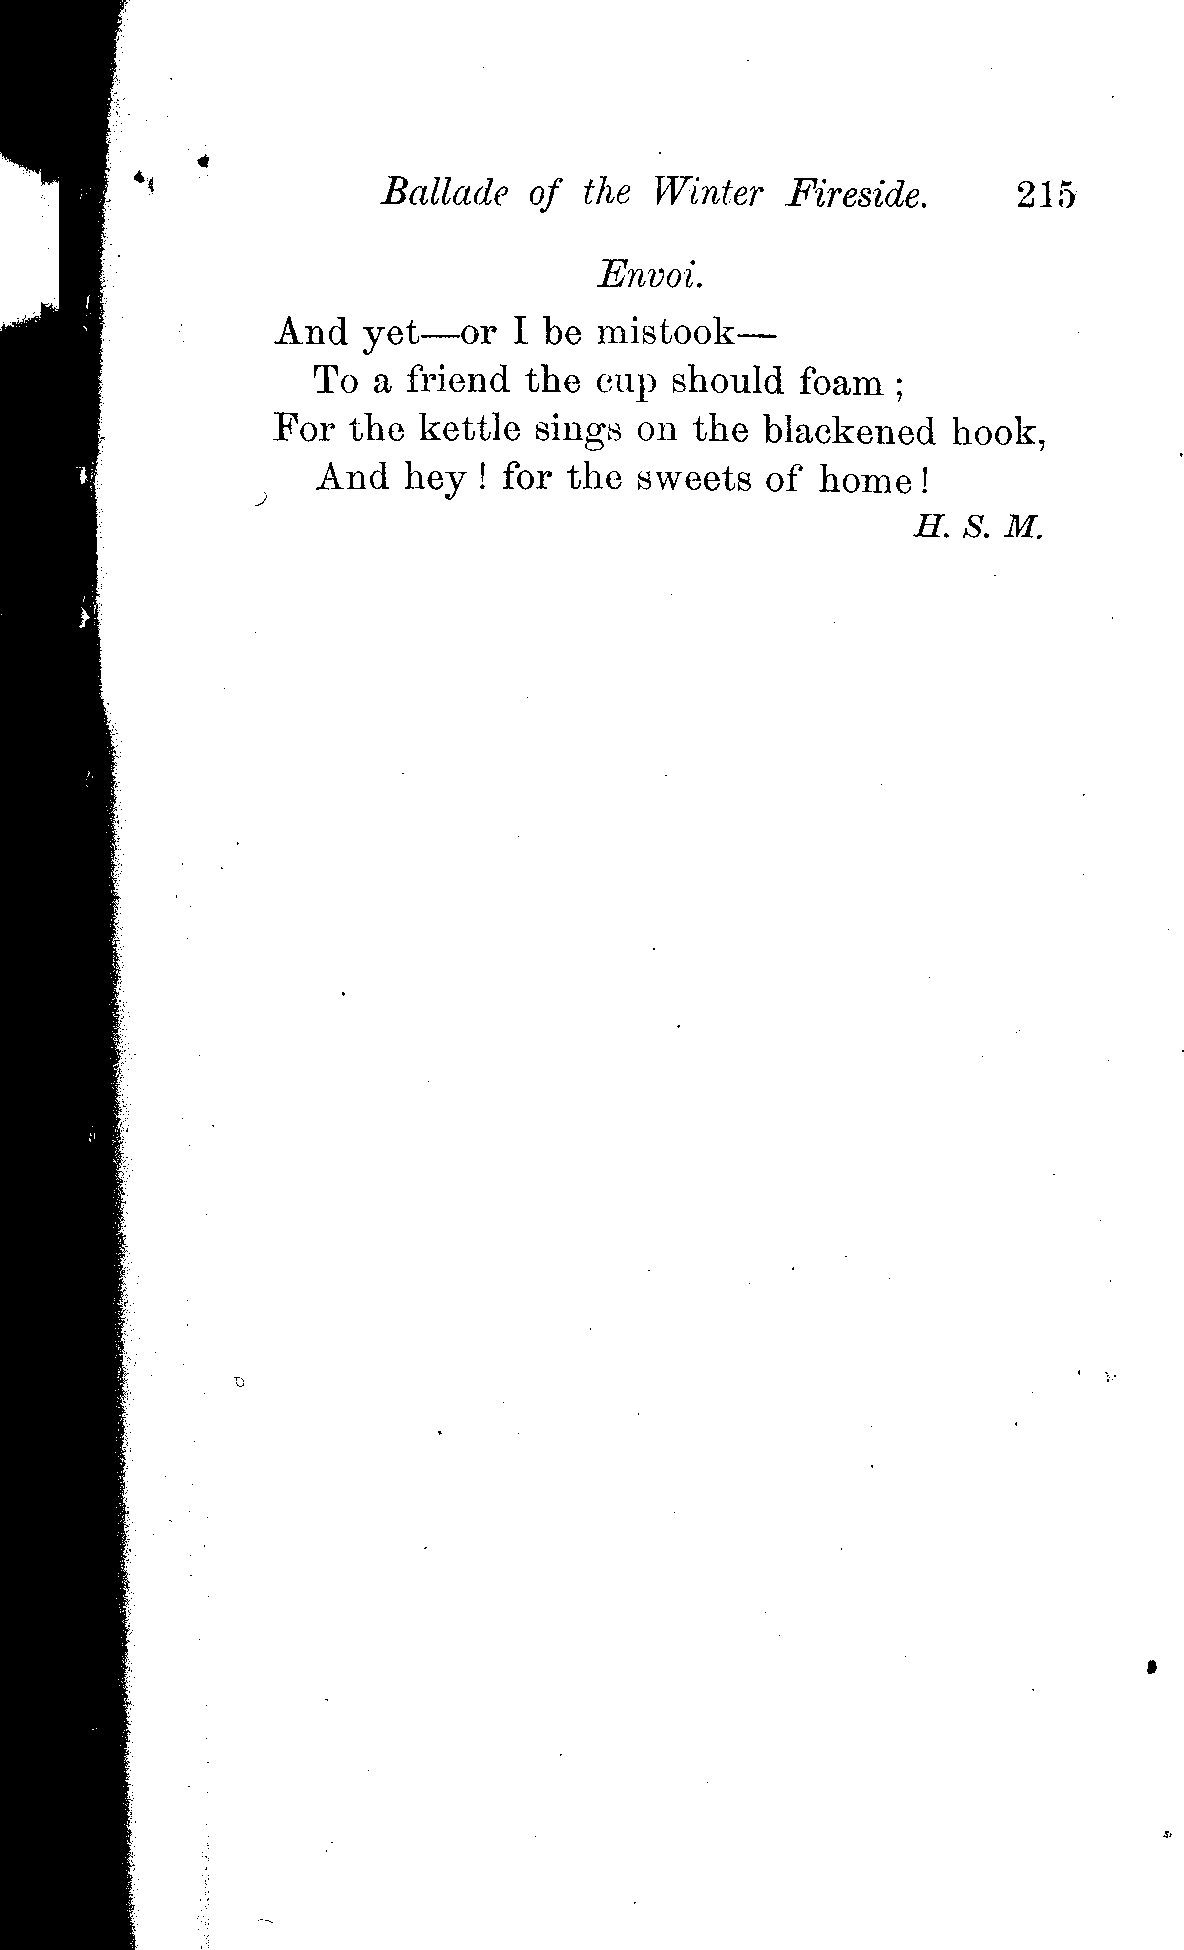 Ballade of the Winter Fireside. 215
Envoi.
And yet—or I be mistook—
To a friend the cup should foam ;
For the kettle sings on the blackened hook,
And hey ! for the sweets of home !
H. S. M.